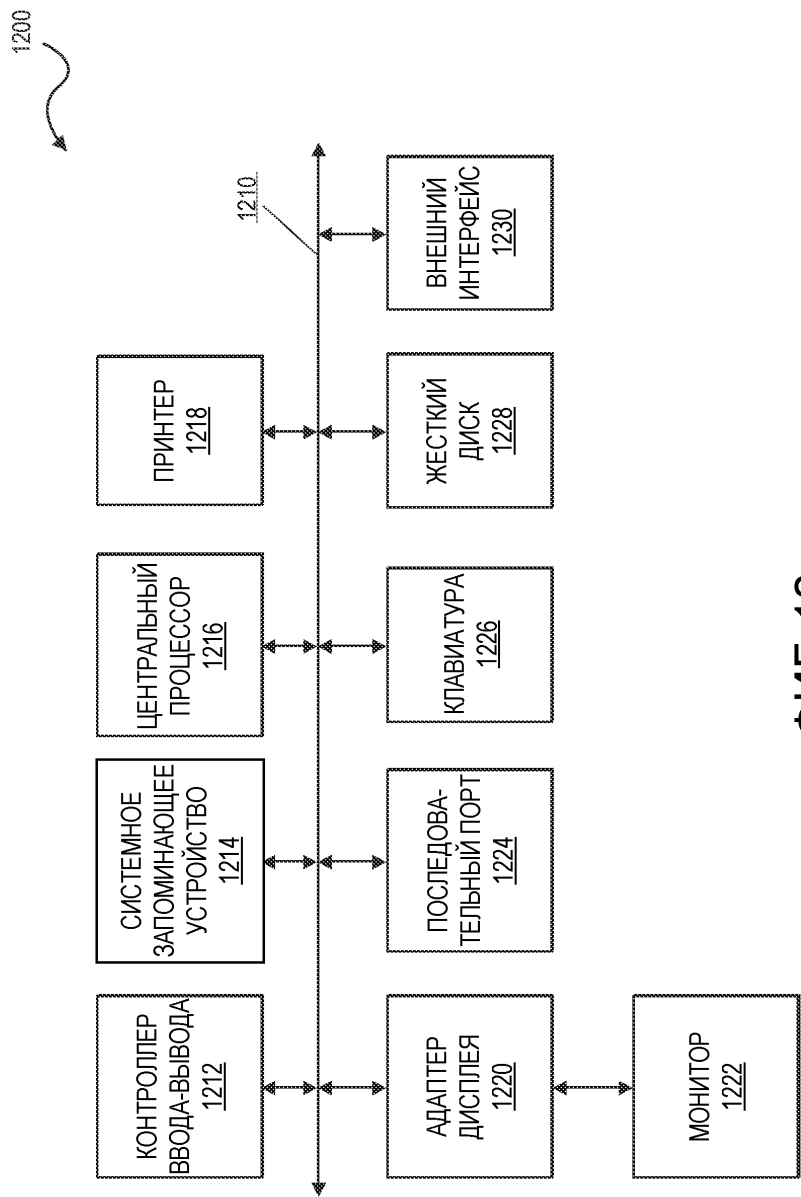 1200
1210
КОНТРОЛЛЕР
ВВОДА-ВЫВОДА
1212
СИСТЕМНОЕ
ЗАПОМИНАЮЩЕЕ
УСТРОЙСТВО
1214
ЦЕНТРАЛЬНЫЙ
ПРОЦЕССОР
1216
ПРИНТЕР
1218
АДАПТЕР
ДИСПЛЕЯ
1220
ПОСЛЕДОВА-
ТЕЛЬНЫЙ ПОРТ
1224
КЛАВИАТУРА
1226
ЖЕСТКИЙ
ДИСК
1228
ВНЕШНИЙ
ИНТЕРФЕЙС
1230
МОНИТОР
1222